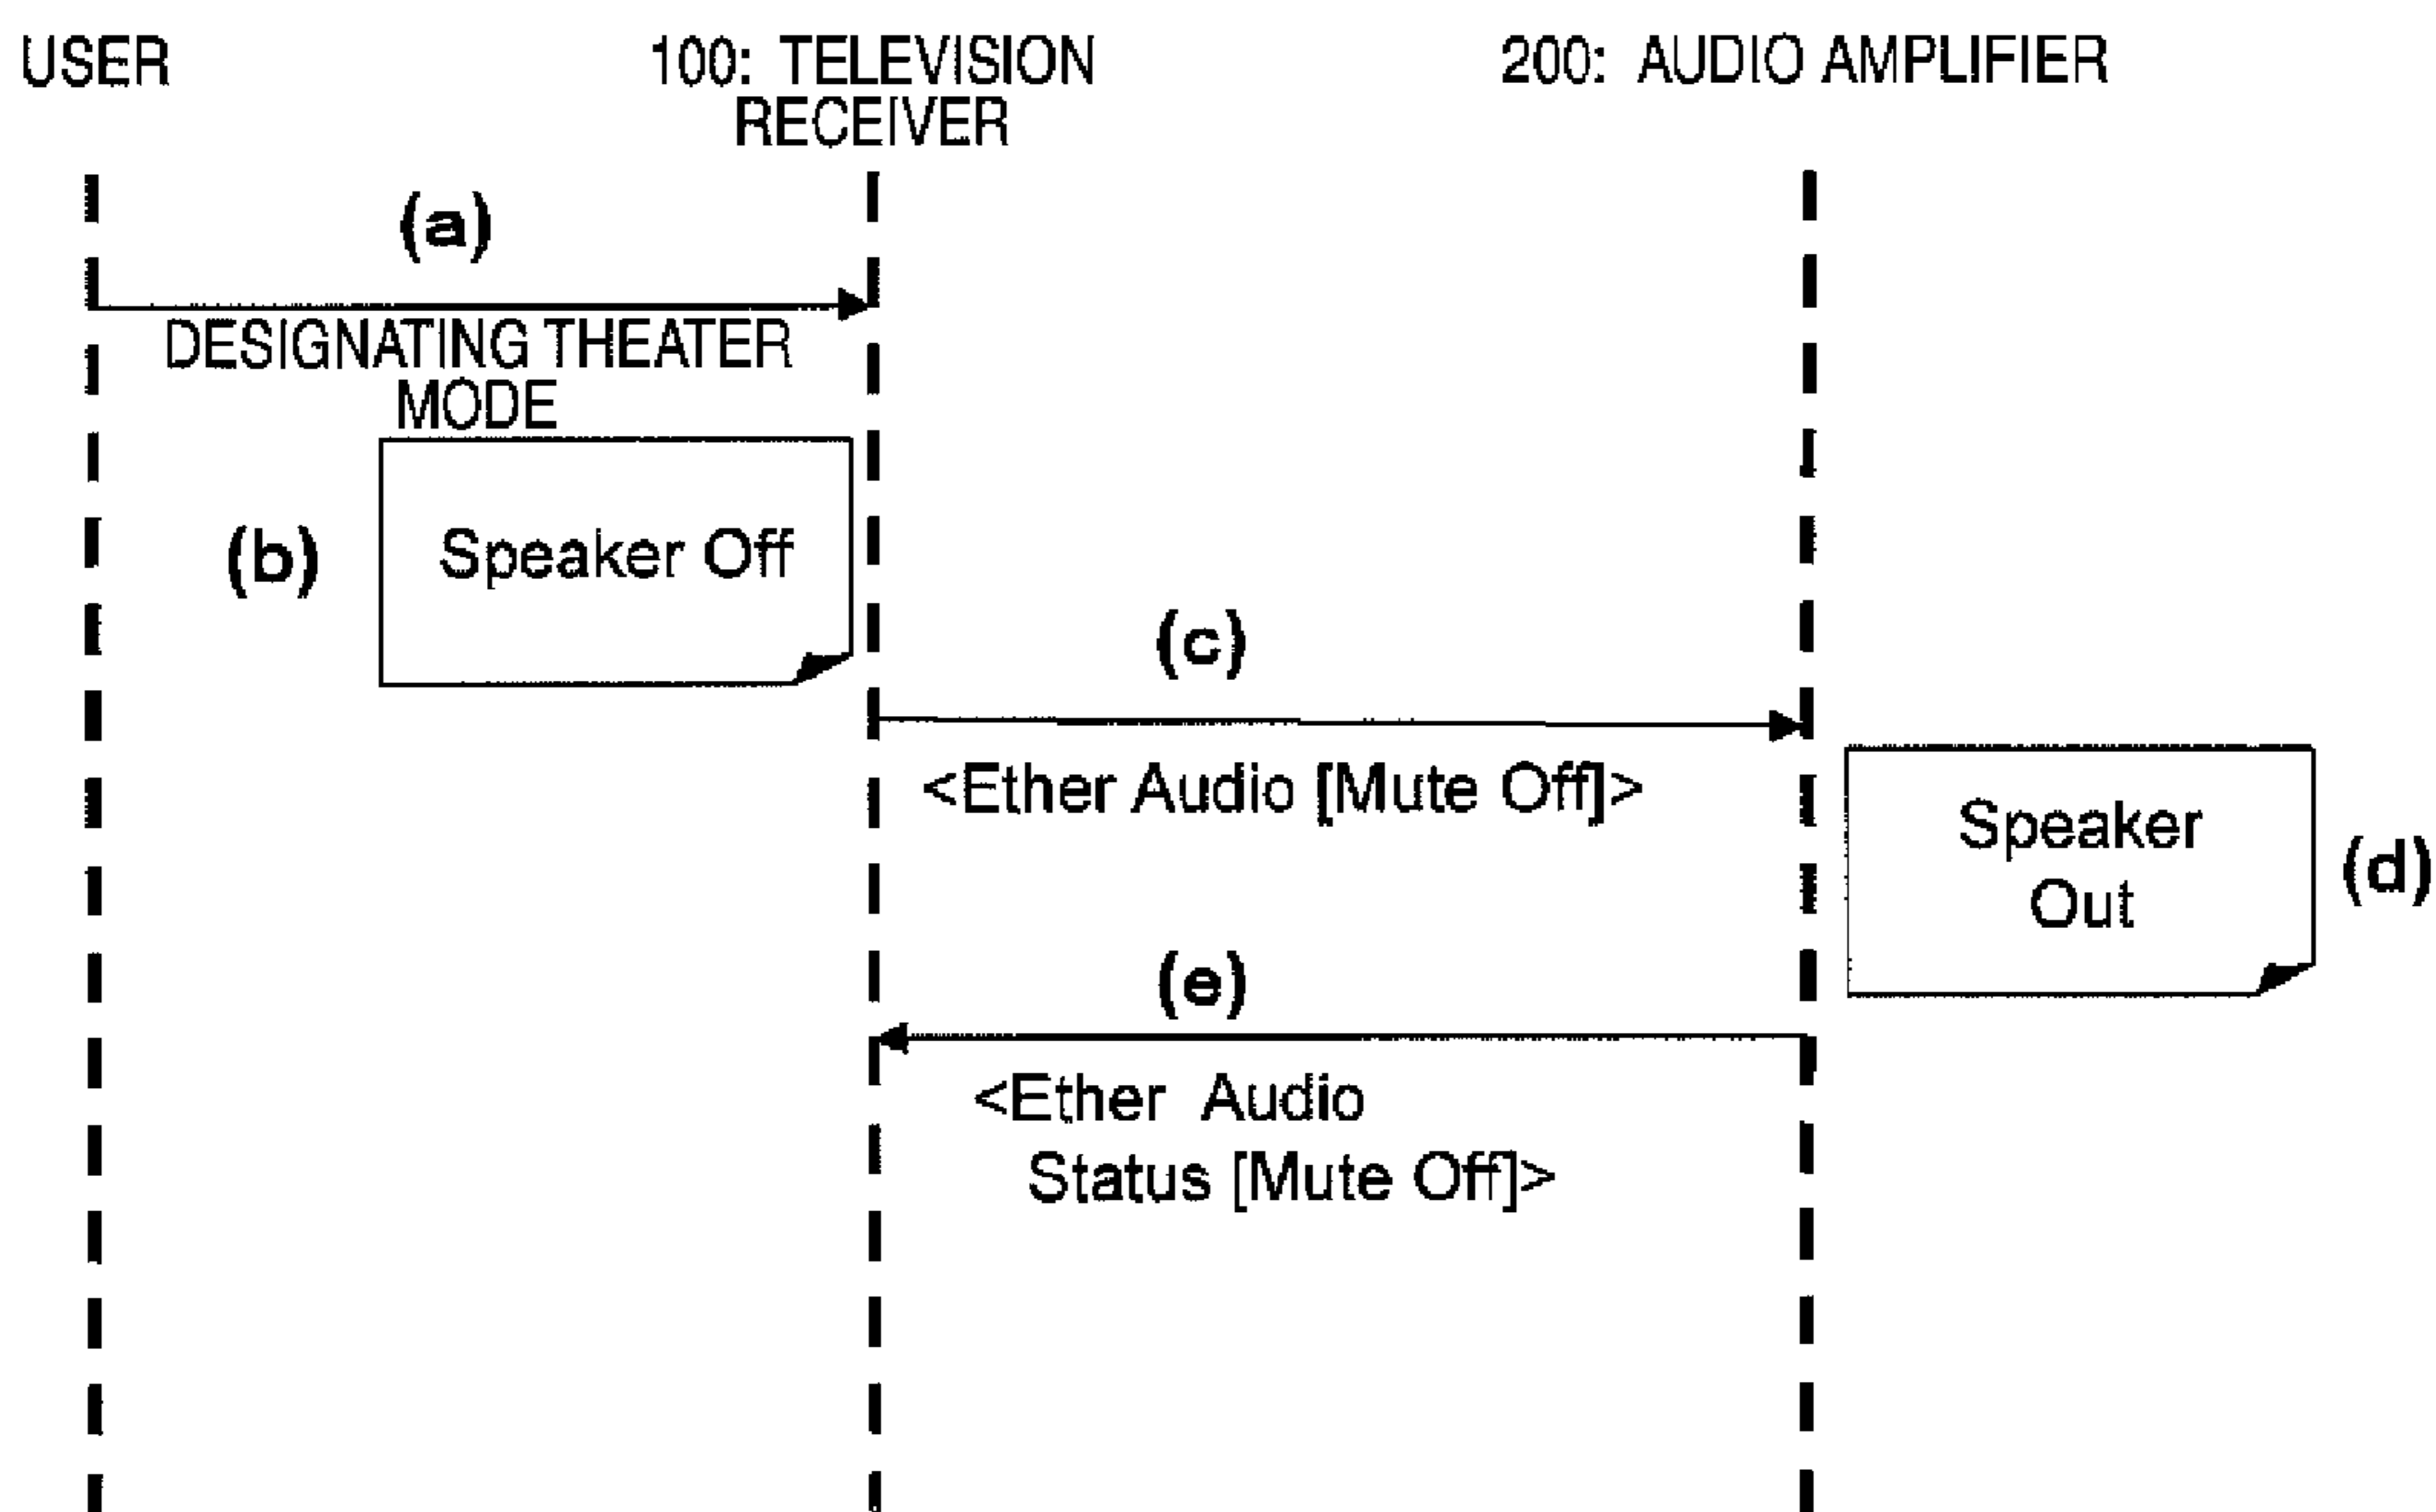 USER
100: TELEVISION
RECEIVER
200: AUDIO AMPLIFIER
(a)
DESIGNATING THEATER
MODE
(b)
Speaker Off
(c)
<Ether Audio [Mute Off]>
Speaker
Out
(d)
(e)
<Ether Audio
Status [Mute Off]>